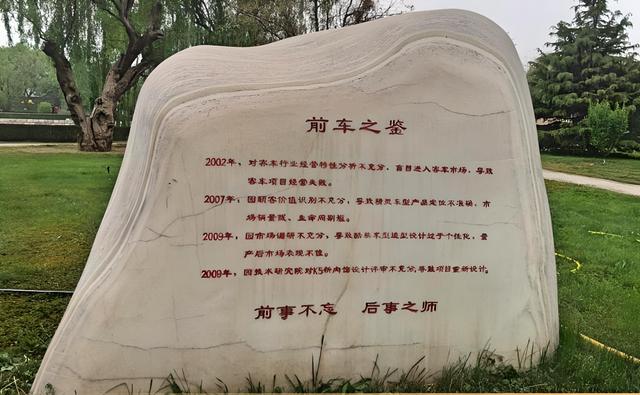 前车之鉴
2002年，对客车行业经营特性分析不充分，盲目进入客车市场，导致
客车项目经营失败。
2007年，因顾客价值识别不充分，导致精灵车型产品定位不准确，市
场销量低、生命周期短。
2009年，因市场调研不充分，导致酷熊车型造型设计过于个性化，量
产后市场表现不佳。
2009年，因技术研究院对K5新内饰设计评审不充分，导致项目重新设计。
前事不忘 后事之师